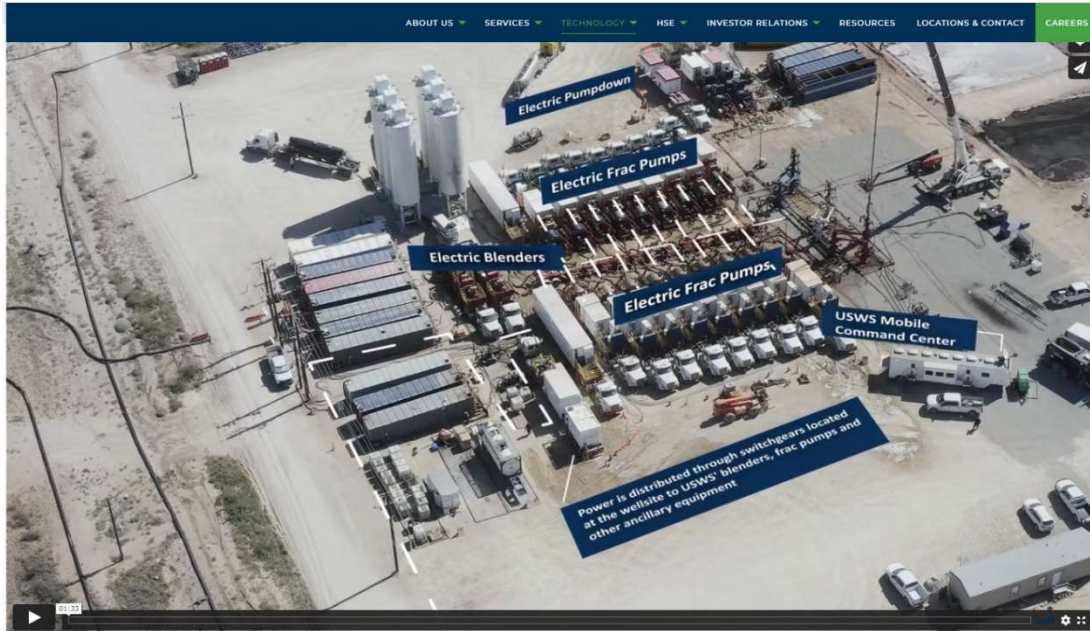 ABOUT US SERVICES TECHNOLOGY HSE INVESTOR RELATIONS RESOURCES LOCATIONS & CONTACT CAREERS
Electric Pumpdown
Electric Frac Pumps
Electric Blenders
Electric Frac Pumps
USWS Mobile
Command Center
Power is distributed through switchgears located
at the wellsite to USWS' blenders, frac pumps and
other ancillary equipment
01:33